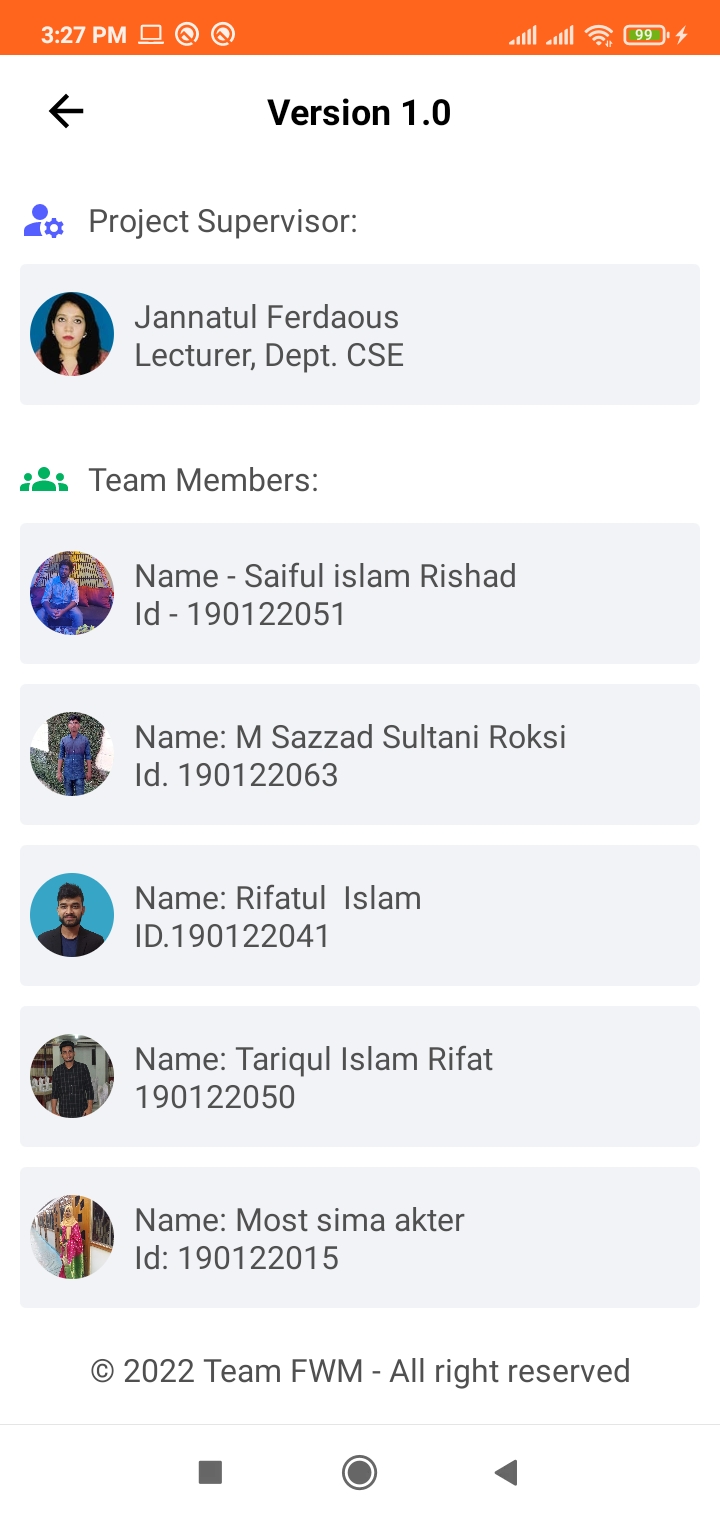 3:27 PM
99
Version 1.0
Project Supervisor:
Jannatul Ferdaous
Lecturer, Dept. CSE
Team Members:
Name - Saiful islam Rishad
Id - 190122051
Name: M Sazzad Sultani Roksi
Id. 190122063
Name: Rifatul  Islam
ID.190122041
Name: Tariqul Islam Rifat
190122050
Name: Most sima akter
Id: 190122015
© 2022 Team FWM - All right reserved